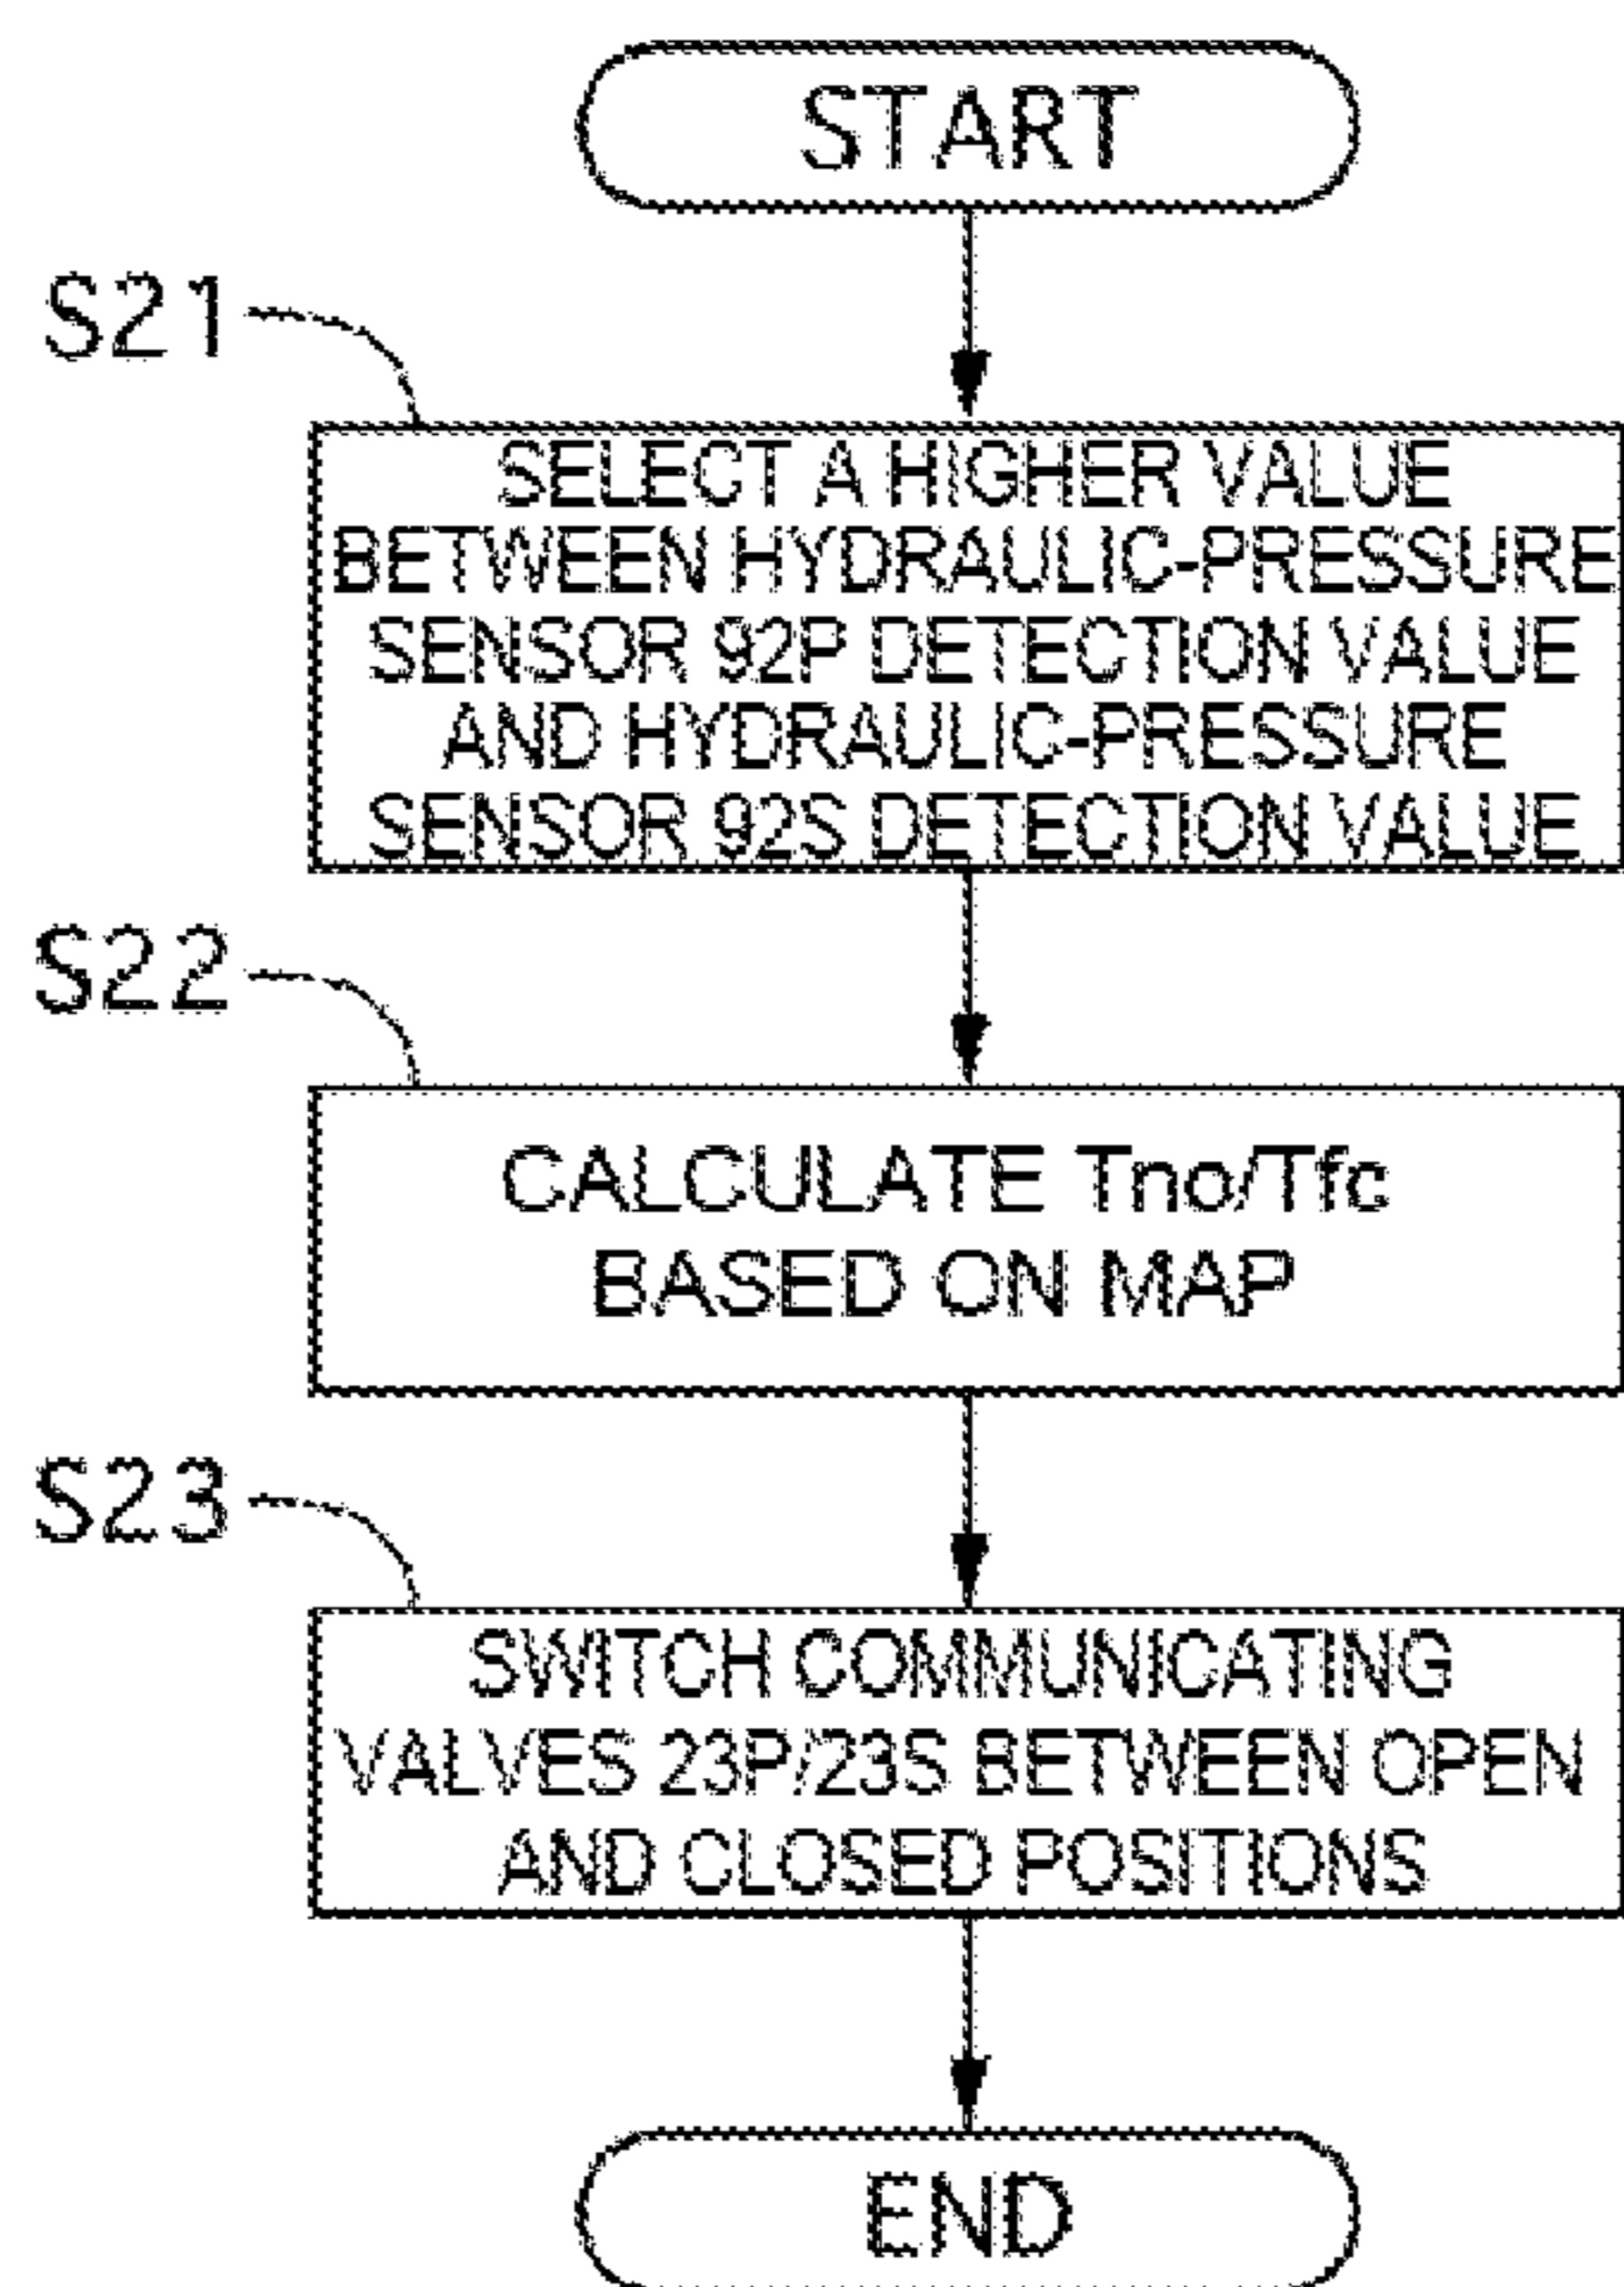 START
S21
SELECT A HIGHER VALUE
BETWEEN HYDRAULIC-PRESSURE
SENSOR 92P DETECTION VALUE
AND HYDRAULIC-PRESSURE
SENSOR 92S DETECTION VALUE
S22
CALCULATE Tno/Tfc
BASED ON MAP
S23
SWITCH COMMUNICATING
VALVES 23P/23S BETWEEN OPEN
AND CLOSED POSITIONS
END